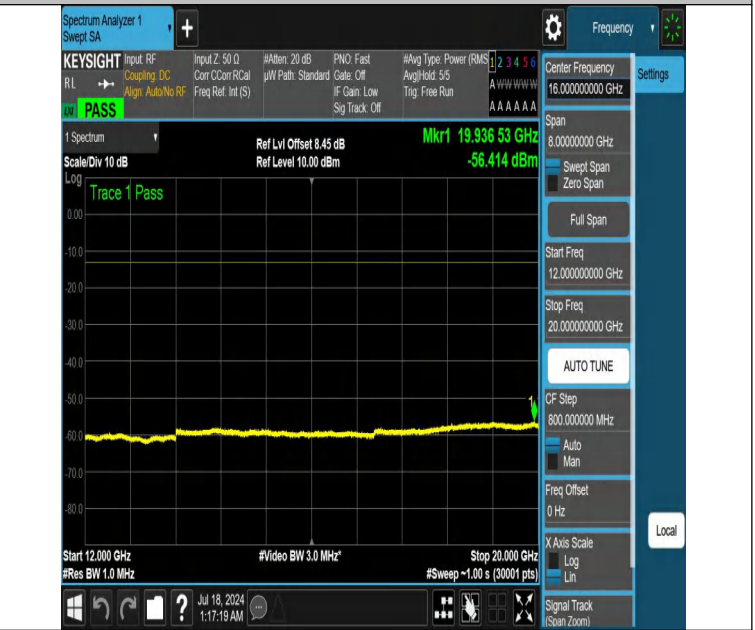 Spectrum Analyzer 1
Swept SA
Frequency
KEYSIGHT
RL
PASS
Input: RF
Coupling: DC
Align: Auto/No RF
Input Z: 50 Ω
Corr CCorr RCal
Freq Ref: Int (S)
#Atten: 20 dB
µW Path: Standard
PNO: Fast
Gate: Off
IF Gain: Low
Sig Track: Off
#Avg Type: Power (RMS
Avg|Hold: 5/5
Trig: Free Run
1 2 3 4 5 6
A W W W W W
A A A A A A
1 Spectrum
Scale/Div 10 dB
Ref Lvl Offset 8.45 dB
Ref Level 10.00 dBm
Mkr1 19.936 53 GHz
-56.414 dBm
Log
Trace 1 Pass
0.00
-10.0
-20.0
-30.0
-40.0
-50.0
-60.0
-70.0
-80.0
1
Start 12.000 GHz
#Res BW 1.0 MHz
#Video BW 3.0 MHz*
Stop 20.000 GHz
#Sweep ~1.00 s (30001 pts)
Jul 18, 2024
1:17:19 AM
Center Frequency
16.000000000 GHz
Settings
Span
8.00000000 GHz
Swept Span
Zero Span
Full Span
Start Freq
12.000000000 GHz
Stop Freq
20.000000000 GHz
AUTO TUNE
CF Step
800.000000 MHz
Auto
Man
Freq Offset
0 Hz
X Axis Scale
Log
Lin
Local
Signal Track
(Span Zoom)